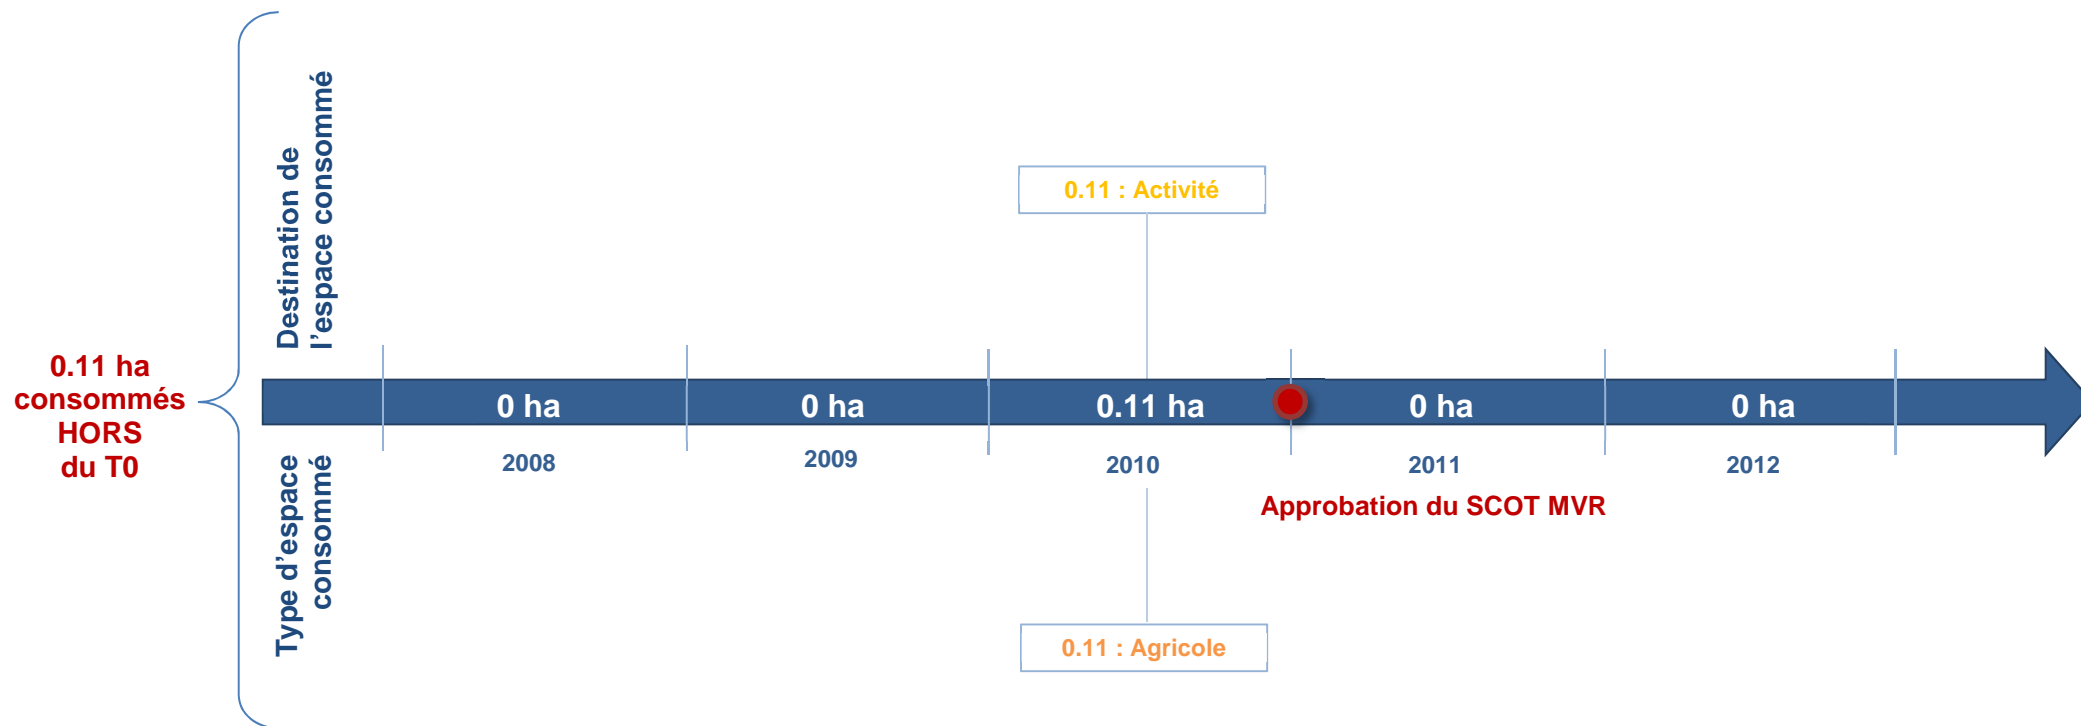 0.11 ha
consommés
HORS
du T0
Destination de
l’espace consommé
Type d’espace
consommé
0.11 : Activité
0 ha
0 ha
0.11 ha
0 ha
0 ha
2008
2009
2010
2011
2012
Approbation du SCOT MVR
0.11 : Agricole